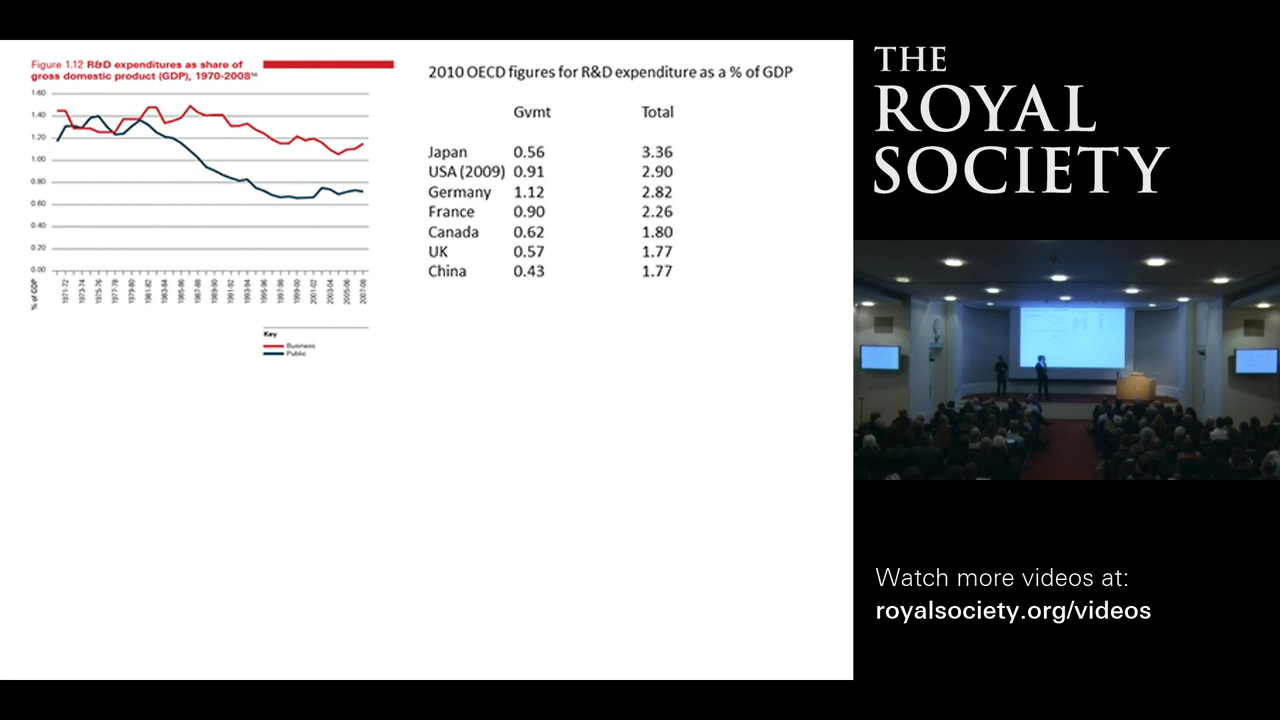 Figure 1.12 R&D expenditures as share of
gross domestic product (GDP), 1970-2008
1.60
1.40
1.20
1.00
0.80
0.60
0.40
0.20
0.00
% of GDP
1971-72
1973-74
1975-76
1977-78
1979-80
1981-82
1983-84
1985-86
1987-88
1989-90
1991-92
1993-94
1995-96
1997-98
1999-00
2001-02
2003-04
2005-06
2007-08
Key
Business
Public
2010 OECD figures for R&D expenditure as a % of GDP
Gvmt Total
Japan 0.56 3.36
USA (2009) 0.91 2.90
Germany 1.12 2.82
France 0.90 2.26
Canada 0.62 1.80
UK 0.57 1.77
China 0.43 1.77
THE
ROYAL
SOCIETY
Watch more videos at:
royalsociety.org/videos